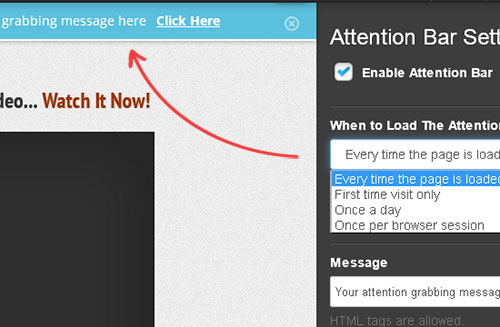 grabbing message here Click Here
deo... Watch It Now!
Attention Bar Sett
Enable Attention Bar
When to Load The Attentio
Every time the page is load
Every time the page is loaded
First time visit only
Once a day
Once per browser session
Message
Your attention grabbing messag
HTML tags are allowed.